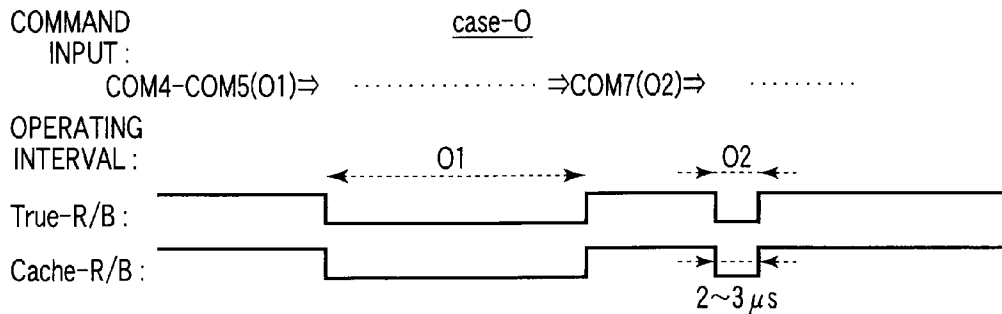 COMMAND INPUT :
case-O
COM4-COM5(O1)⇒ ·················· ⇒COM7(O2)⇒ ·········
OPERATING INTERVAL :
O1
O2
True-R/B :
Cache-R/B :
2~3 μs